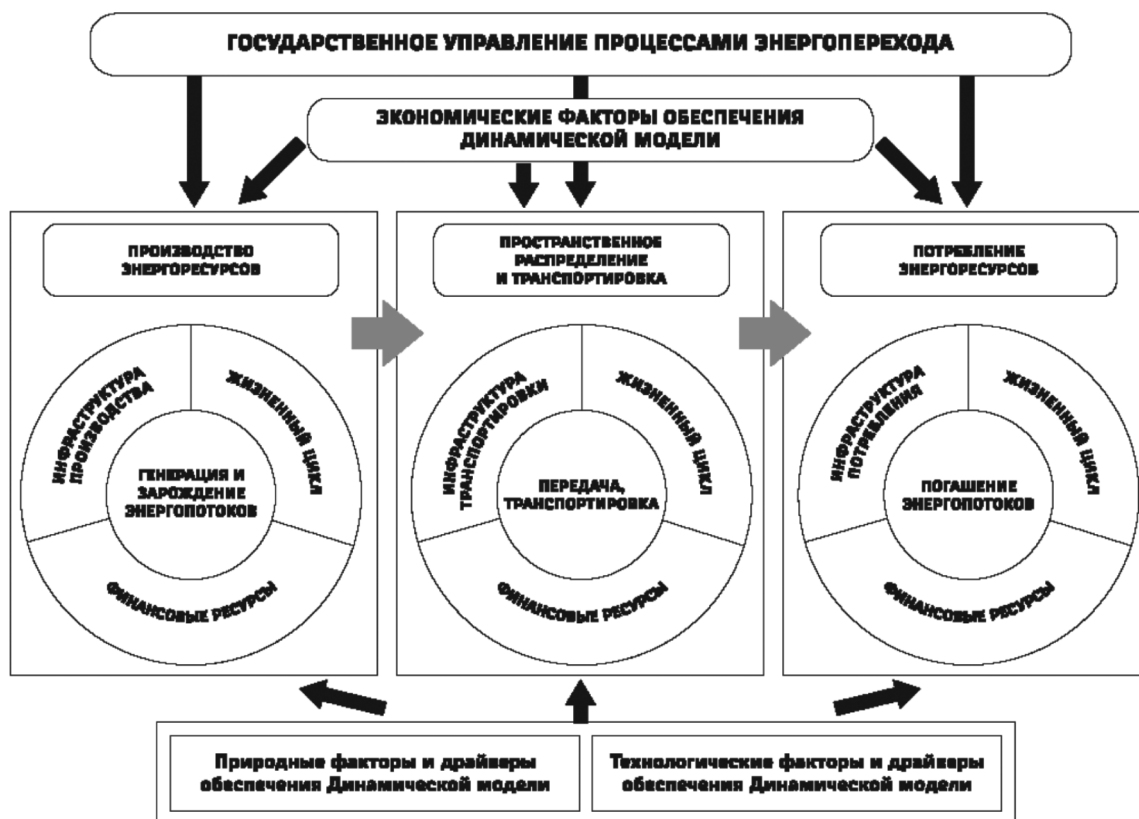 ГОСУДАРСТВЕННОЕ УПРАВЛЕНИЕ ПРОЦЕССАМИ ЭНЕРГОПЕРЕХОДА
ЭКОНОМИЧЕСКИЕ ФАКТОРЫ ОБЕСПЕЧЕНИЯ
ДИНАМИЧЕСКОЙ МОДЕЛИ
ПРОИЗВОДСТВО
ЭНЕРГОРЕСУРСОВ
ИНФРАСТРУКТУРА
ПРОИЗВОДСТВА
ЖИЗНЕННЫЙ ЦИКЛ
ГЕНЕРАЦИЯ И
ЗАРОЖДЕНИЕ
ЭНЕРГОПОТОКОВ
ФИНАНСОВЫЕ РЕСУРСЫ
ПРОСТРАНСТВЕННОЕ
РАСПРЕДЕЛЕНИЕ
И ТРАНСПОРТИРОВКА
ИНФРАСТРУКТУРА
ТРАНСПОРТИРОВКИ
ЖИЗНЕННЫЙ ЦИКЛ
ПЕРЕДАЧА,
ТРАНСПОРТИРОВКА
ФИНАНСОВЫЕ РЕСУРСЫ
ПОТРЕБЛЕНИЕ
ЭНЕРГОРЕСУРСОВ
ИНФРАСТРУКТУРА
ПОТРЕБЛЕНИЯ
ЖИЗНЕННЫЙ ЦИКЛ
ПОГАШЕНИЕ
ЭНЕРГОПОТОКОВ
ФИНАНСОВЫЕ РЕСУРСЫ
Природные факторы и драйверы
обеспечения Динамической модели
Технологические факторы и драйверы
обеспечения Динамической модели